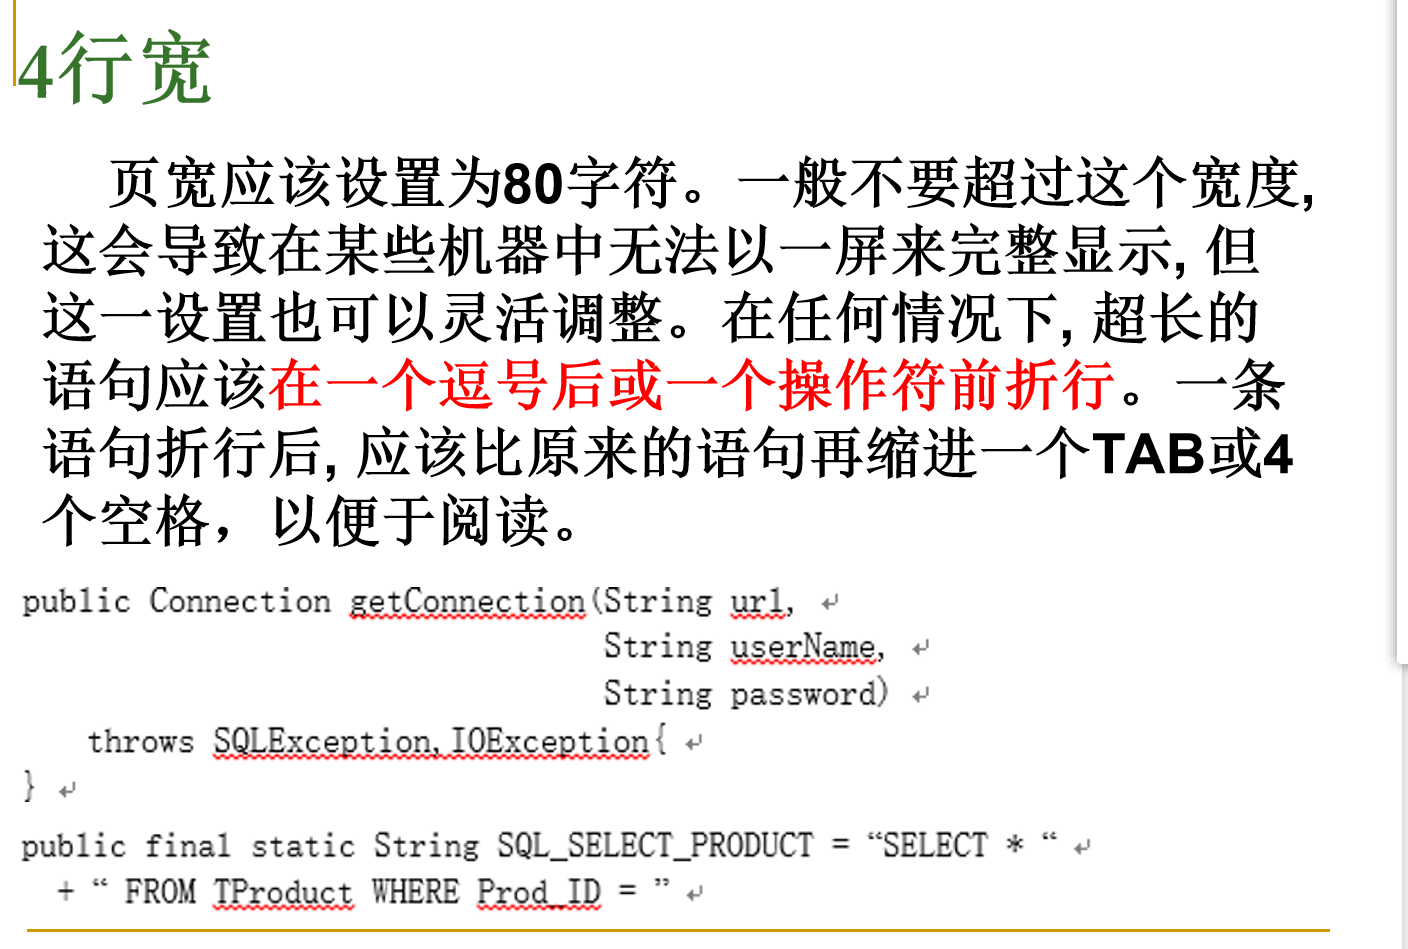 4行宽
页宽应该设置为80字符。一般不要超过这个宽度,
这会导致在某些机器中无法以一屏来完整显示, 但
这一设置也可以灵活调整。在任何情况下, 超长的
语句应该在一个逗号后或一个操作符前折行。一条
语句折行后, 应该比原来的语句再缩进一个TAB或4
个空格，以便于阅读。
public Connection getConnection(String url, ↵
String userName, ↵
String password) ↵
throws SQLException, IOException{ ↵
} ↵
public final static String SQL_SELECT_PRODUCT = “SELECT * “ ↵
+ “ FROM TProduct WHERE Prod_ID = ” ↵